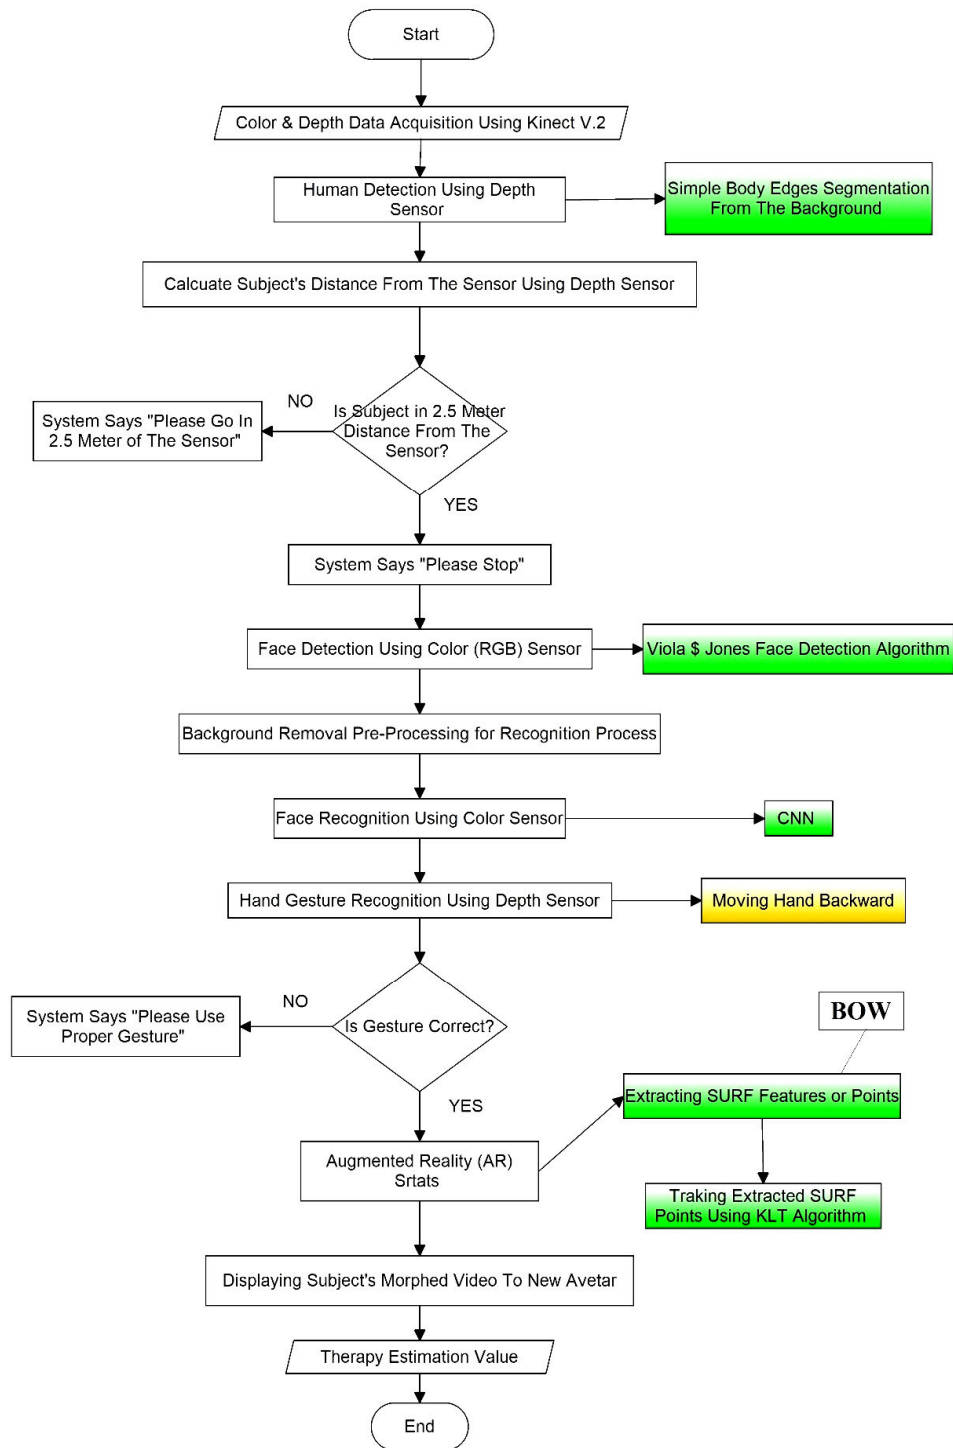 Start
Color & Depth Data Acquisition Using Kinect V.2
Human Detection Using Depth
Sensor
Simple Body Edges Segmentation
From The Background
Calcuate Subject's Distance From The Sensor Using Depth Sensor
NO
Is Subject in 2.5 Meter
Distance From The
Sensor?
System Says "Please Go In
2.5 Meter of The Sensor"
YES
System Says "Please Stop"
Face Detection Using Color (RGB) Sensor
Viola $ Jones Face Detection Algorithm
Background Removal Pre-Processing for Recognition Process
Face Recognition Using Color Sensor
CNN
Hand Gesture Recognition Using Depth Sensor
Moving Hand Backward
NO
Is Gesture Correct?
System Says "Please Use
Proper Gesture"
BOW
YES
Extracting SURF Features or Points
Augmented Reality (AR)
Srtats
Traking Extracted SURF
Points Using KLT Algorithm
Displaying Subject's Morphed Video To New Avetar
Therapy Estimation Value
End